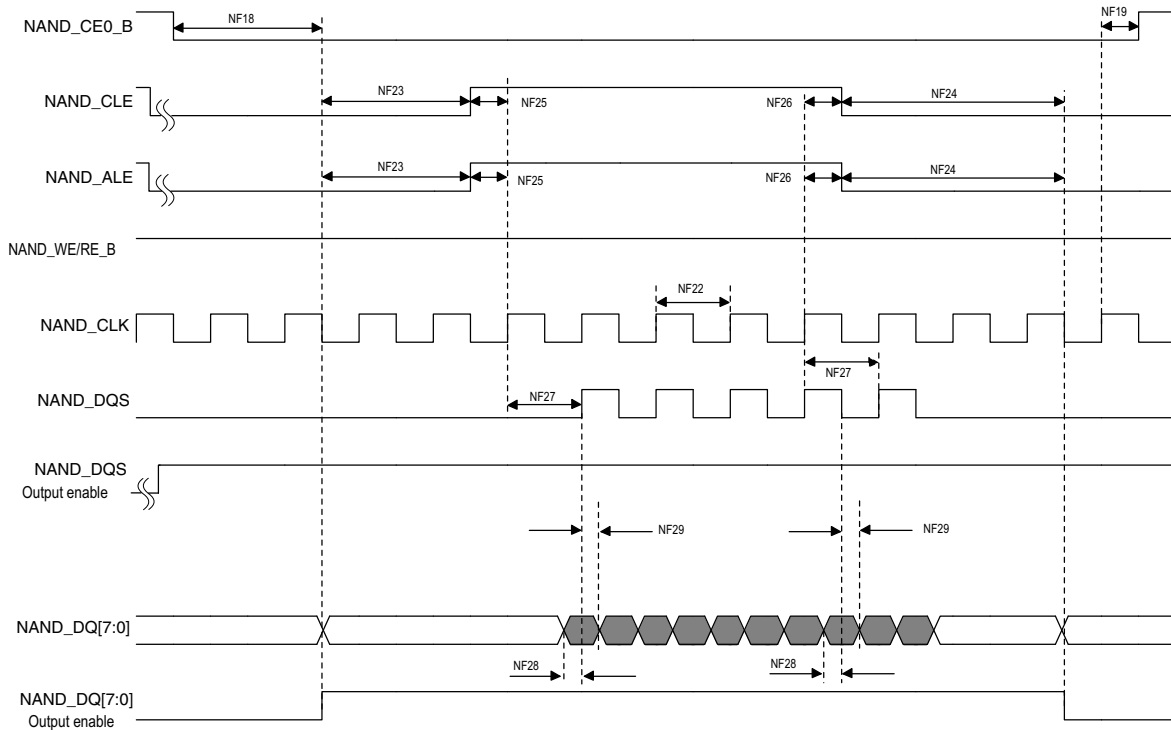 NF18
NF19
NAND_CE0_B
NF23
NF25
NF26
NF24
NAND_CLE
NF23
NF25
NF26
NF24
NAND_ALE
NAND_WE/RE_B
NF22
NAND_CLK
NF27
NF27
NAND_DQS
NAND_DQS
Output enable
NF29
NF29
NAND_DQ[7:0]
NF28
NF28
NAND_DQ[7:0]
Output enable